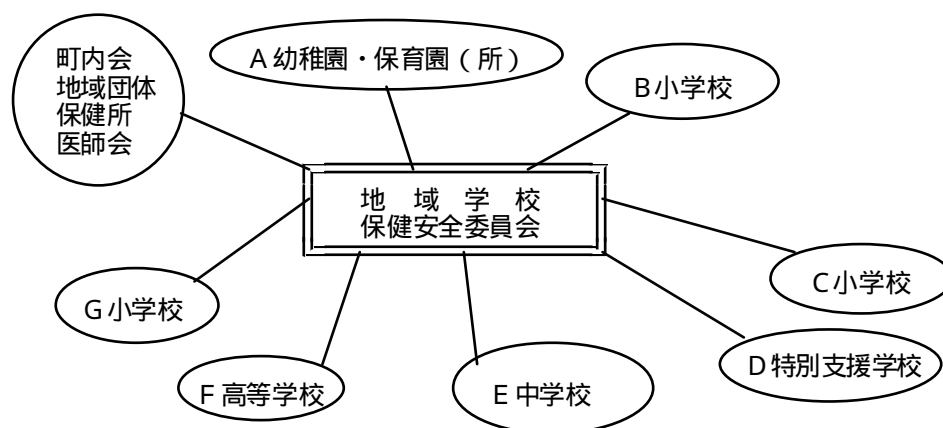 町内会
地域団体
保健所
医師会
A幼稚園・保育園（所）
B小学校
地　域　学　校
保健安全委員会
C小学校
G小学校
D特別支援学校
F高等学校
E中学校